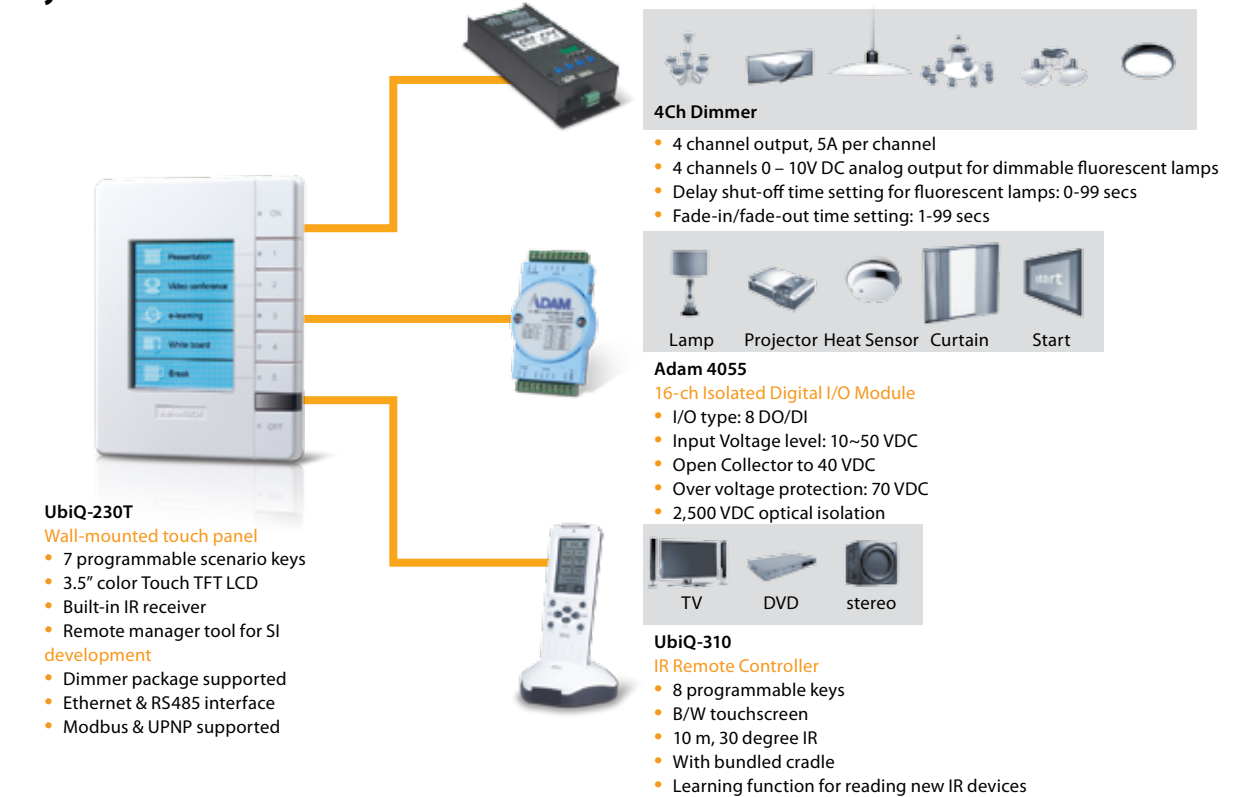 4Ch Dimmer
• 4 channel output, 5A per channel
• 4 channels 0 – 10V DC analog output for dimmable fluorescent lamps
• Delay shut-off time setting for fluorescent lamps: 0-99 secs
• Fade-in/fade-out time setting: 1-99 secs
ON
Presentation 1
Video conference 2
e-learning 3
White board 4
Break 5
OFF
ADAM
start
Lamp Projector Heat Sensor Curtain Start
Adam 4055
16-ch Isolated Digital I/O Module
• I/O type: 8 DO/DI
• Input Voltage level: 10~50 VDC
• Open Collector to 40 VDC
• Over voltage protection: 70 VDC
• 2,500 VDC optical isolation
UbiQ-230T
Wall-mounted touch panel
• 7 programmable scenario keys
• 3.5” color Touch TFT LCD
• Built-in IR receiver
• Remote manager tool for SI
development
• Dimmer package supported
• Ethernet & RS485 interface
• Modbus & UPNP supported
TV DVD stereo
UbiQ-310
IR Remote Controller
• 8 programmable keys
• B/W touchscreen
• 10 m, 30 degree IR
• With bundled cradle
• Learning function for reading new IR devices